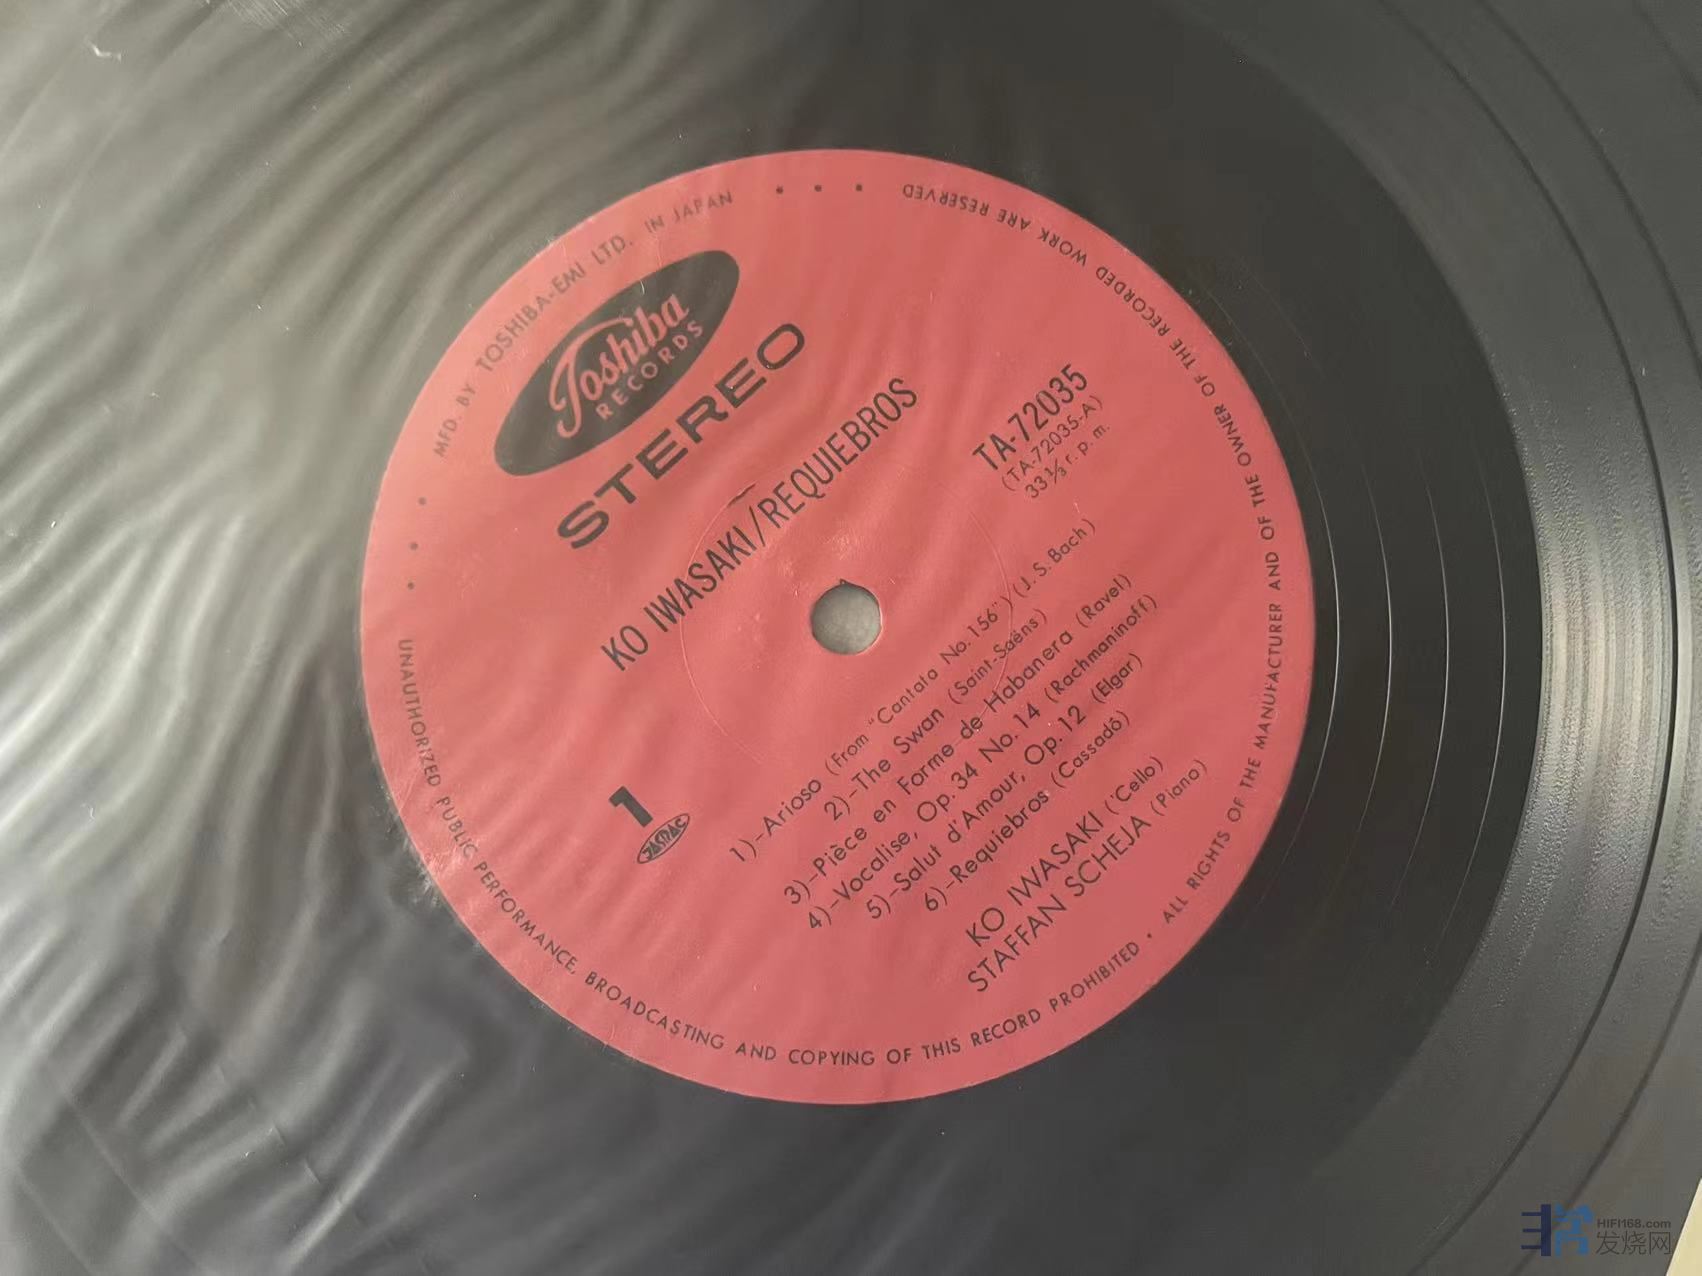 Toshiba
RECORDS
STEREO
KO IWASAKI/REQUIEBROS
TA-72035
(TA-72035-A)
33⅓ r.p.m.
1
JASRAC
1)-Arioso (From "Cantata No. 156") (J. S. Bach)
2)-The Swan (Saint-Saëns)
3)-Pièce en Forme de Habanera (Ravel)
4)-Vocalise, Op. 34 No. 14 (Rachmaninoff)
5)-Salut d'Amour, Op. 12 (Elgar)
6)-Requiebros (Cassadó)
KO IWASAKI ('Cello)
STAFFAN SCHEJA (Piano)
MFD. BY TOSHIBA-EMI LTD. IN JAPAN
UNAUTHORIZED PUBLIC PERFORMANCE, BROADCASTING AND COPYING OF THIS RECORD PROHIBITED • ALL RIGHTS OF THE MANUFACTURER AND OF THE OWNER OF THE RECORDED WORK ARE RESERVED
HIFI168.com
发烧网